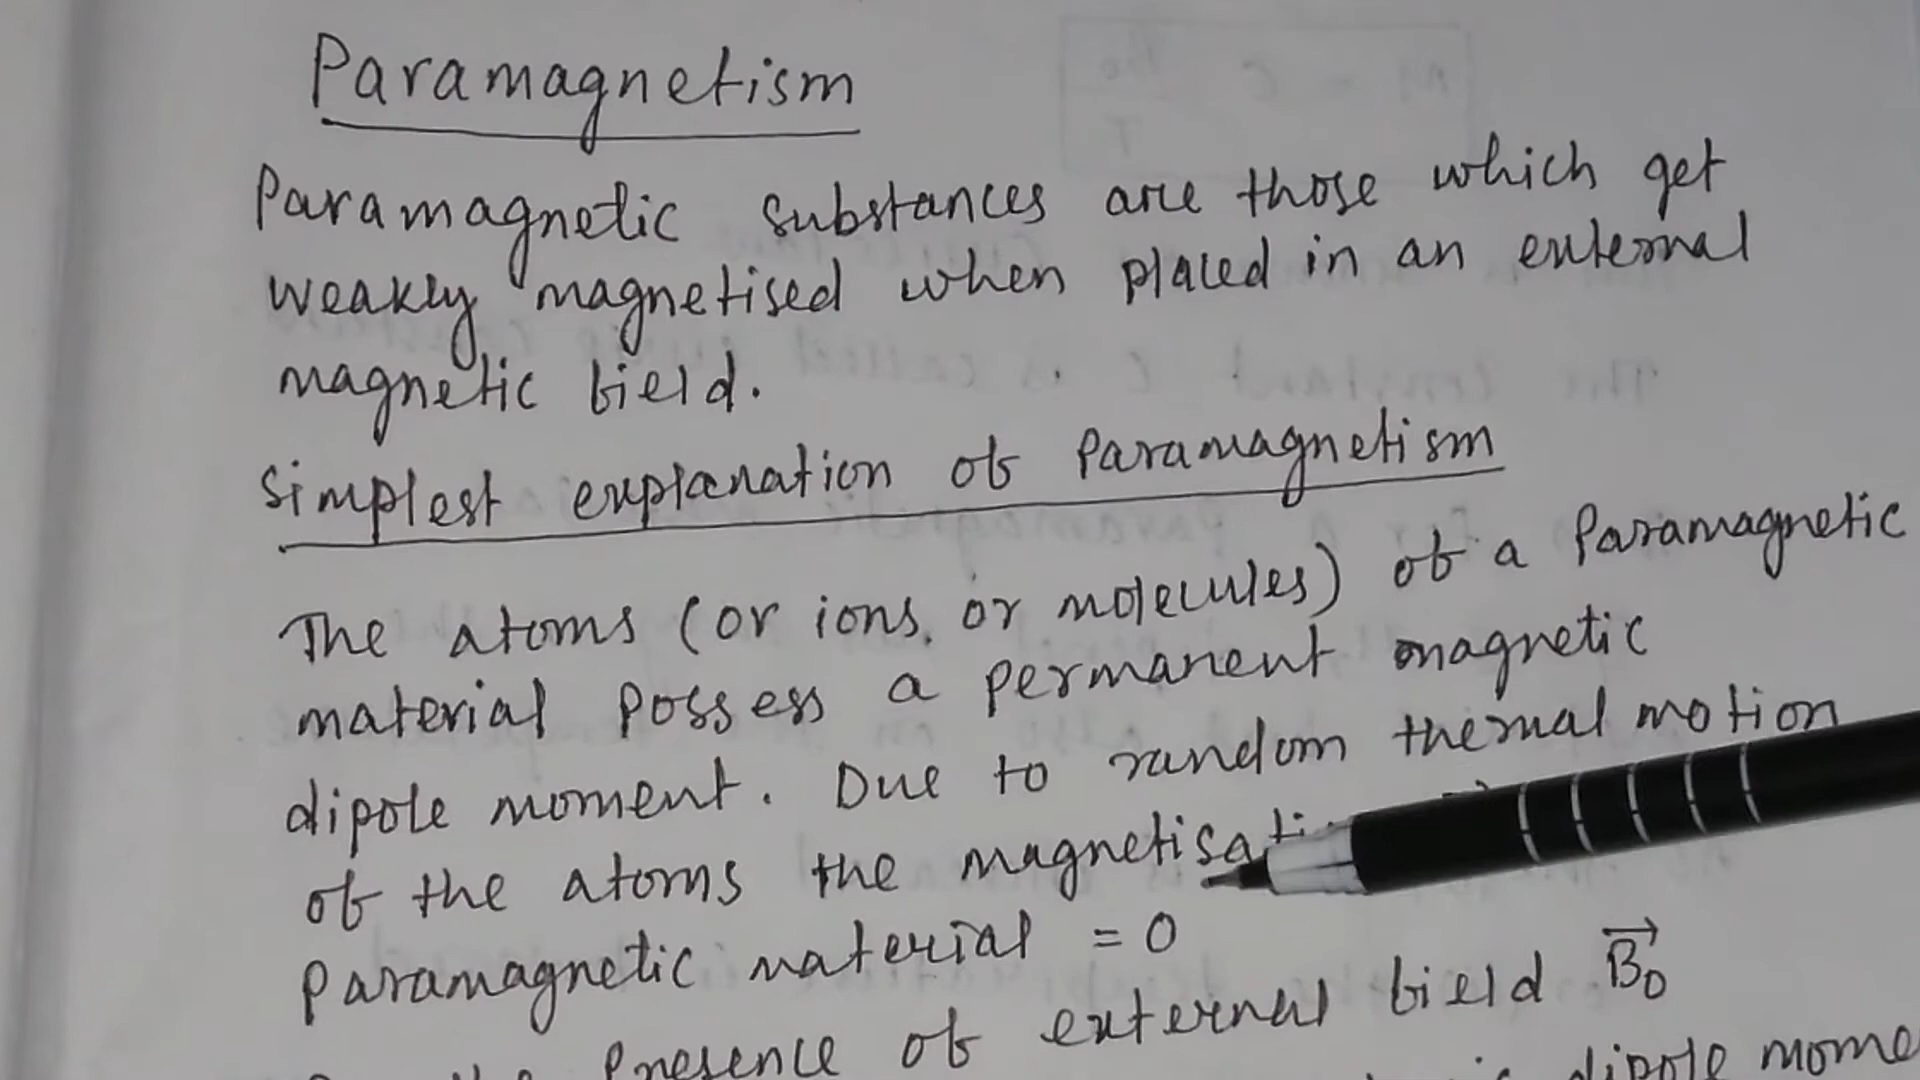 Paramagnetism
Paramagnetic substances are those which get
weakly magnetised when placed in an external
magnetic field.
Simplest explanation of Paramagnetism
The atoms (or ions, or molecules) of a Paramagnetic
material possess a permanent magnetic
dipole moment. Due to random thermal motion
of the atoms the
Paramagnetic material = 0
presence of external field B⃗₀
dipole